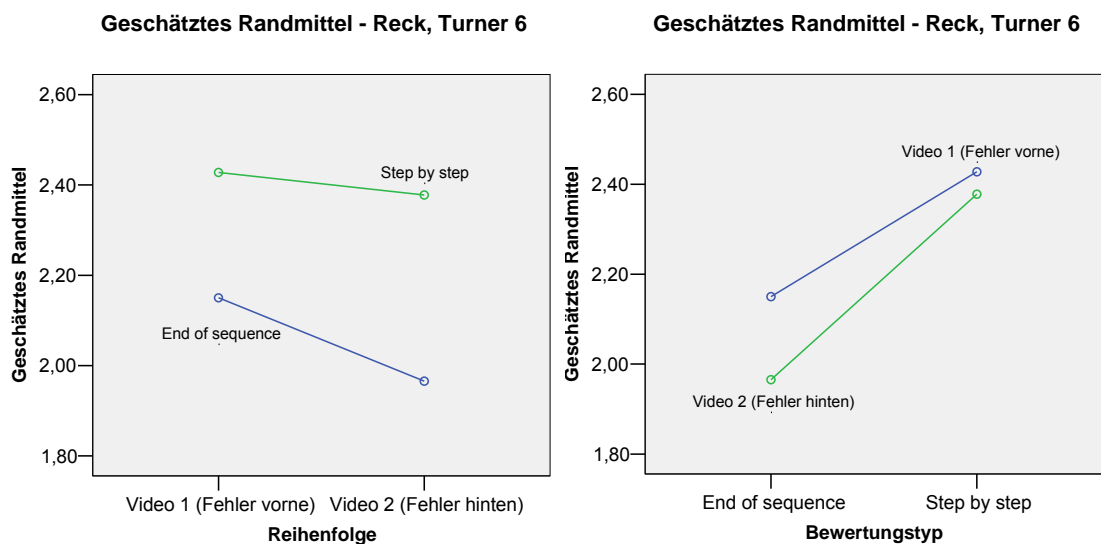 Geschätztes Randmittel - Reck, Turner 6
2,60
2,40
2,20
2,00
1,80
Geschätztes Randmittel
Step by step
End of sequence
Video 1 (Fehler vorne)
Video 2 (Fehler hinten)
Reihenfolge
Geschätztes Randmittel - Reck, Turner 6
2,60
2,40
2,20
2,00
1,80
Geschätztes Randmittel
Video 1 (Fehler vorne)
Video 2 (Fehler hinten)
End of sequence
Step by step
Bewertungstyp